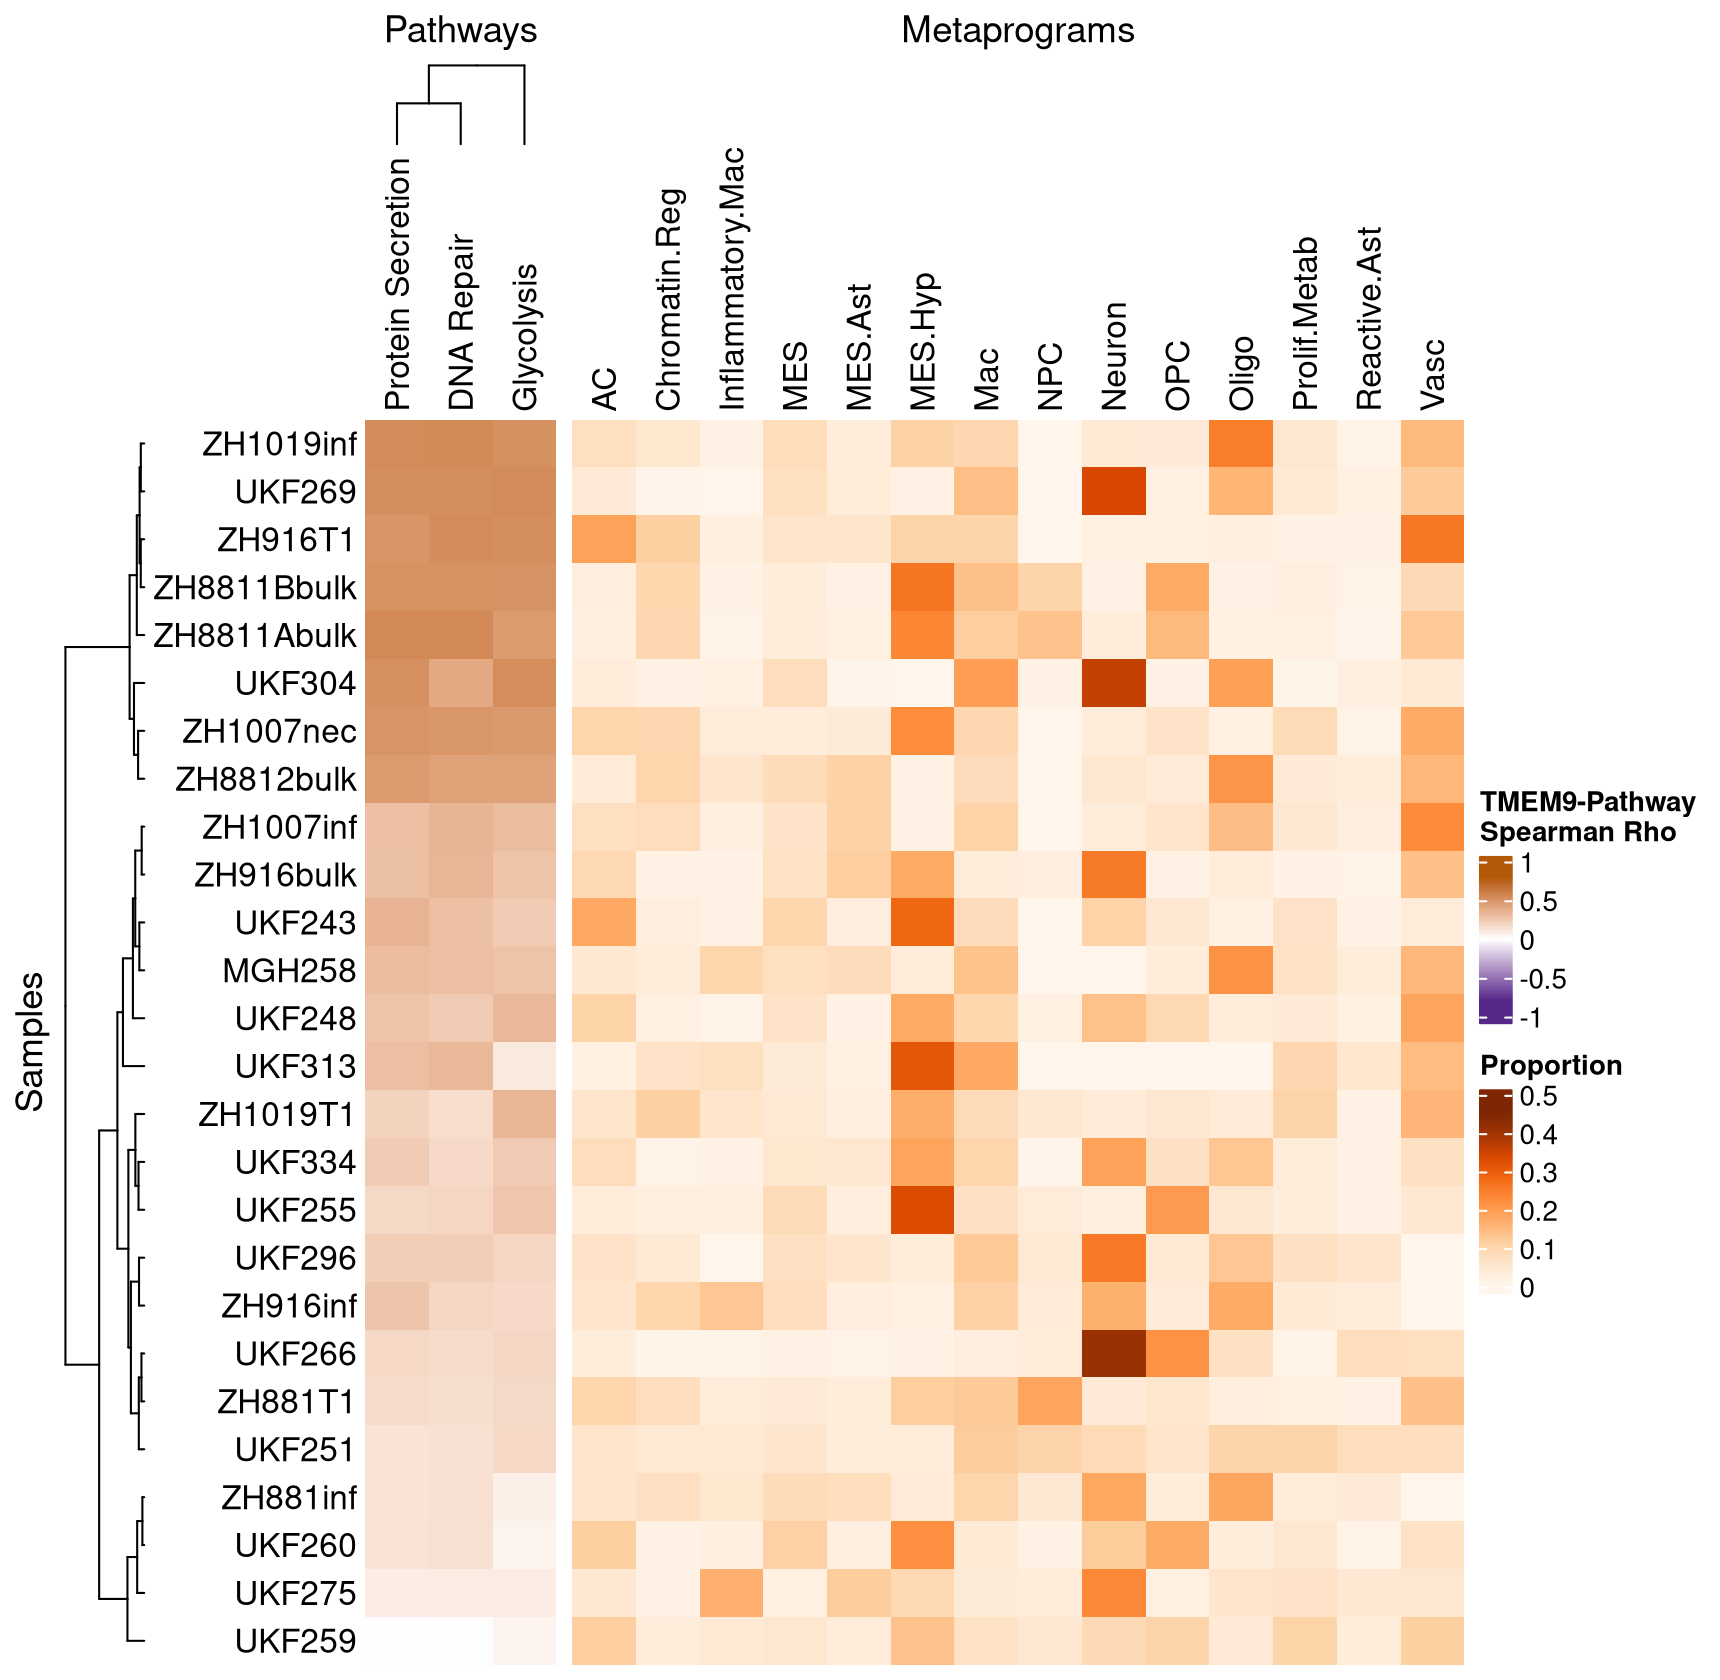 Pathways
Metaprograms
Protein Secretion
DNA Repair
Glycolysis
AC
Chromatin.Reg
Inflammatory.Mac
MES
MES.Ast
MES.Hyp
Mac
NPC
Neuron
OPC
Oligo
Prolif.Metab
Reactive.Ast
Vasc
Samples
ZH1019inf
UKF269
ZH916T1
ZH8811Bbulk
ZH8811Abulk
UKF304
ZH1007nec
ZH8812bulk
ZH1007inf
ZH916bulk
UKF243
MGH258
UKF248
UKF313
ZH1019T1
UKF334
UKF255
UKF296
ZH916inf
UKF266
ZH881T1
UKF251
ZH881inf
UKF260
UKF275
UKF259
TMEM9-Pathway
Spearman Rho
1
0.5
0
-0.5
-1
Proportion
0.5
0.4
0.3
0.2
0.1
0